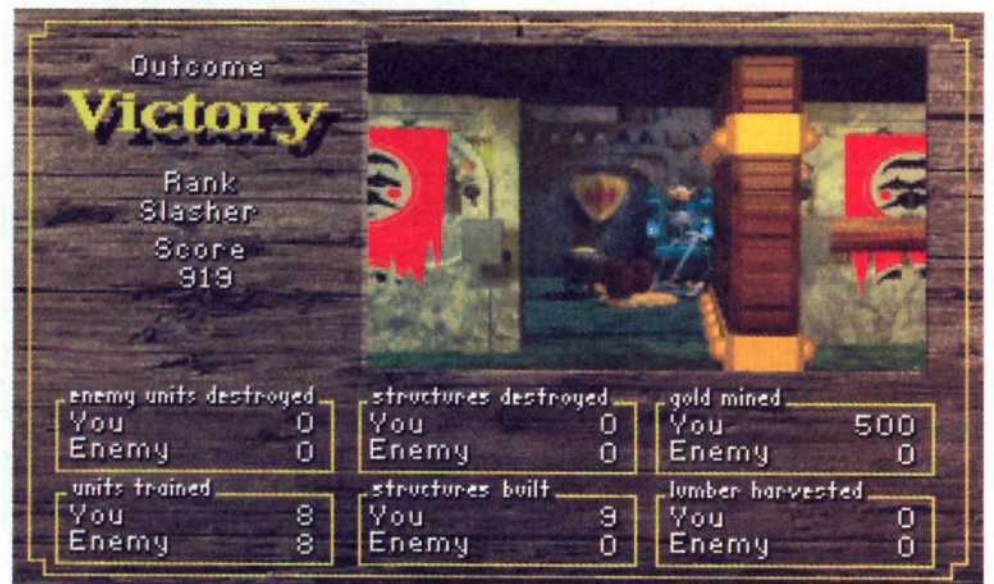 Outcome
Victory
Rank
Slasher
Score
919
enemy units destroyed
You 0
Enemy 0
structures destroyed
You 0
Enemy 0
gold mined
You 500
Enemy 0
units trained
You 8
Enemy 8
structures built
You 9
Enemy 0
lumber harvested
You 0
Enemy 0